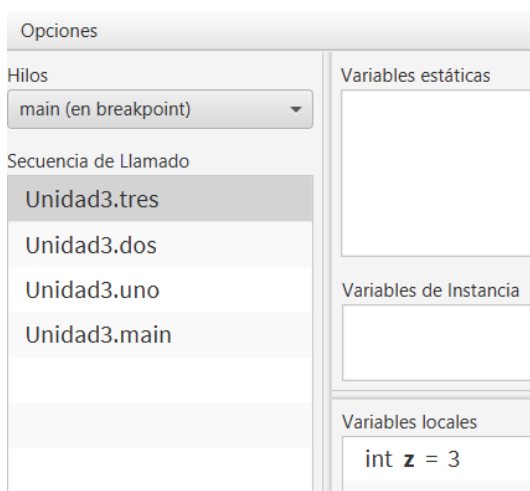 Opciones
Hilos
main (en breakpoint)
Secuencia de Llamado
Unidad3.tres
Unidad3.dos
Unidad3.uno
Unidad3.main
Variables estáticas
Variables de Instancia
Variables locales
int z = 3